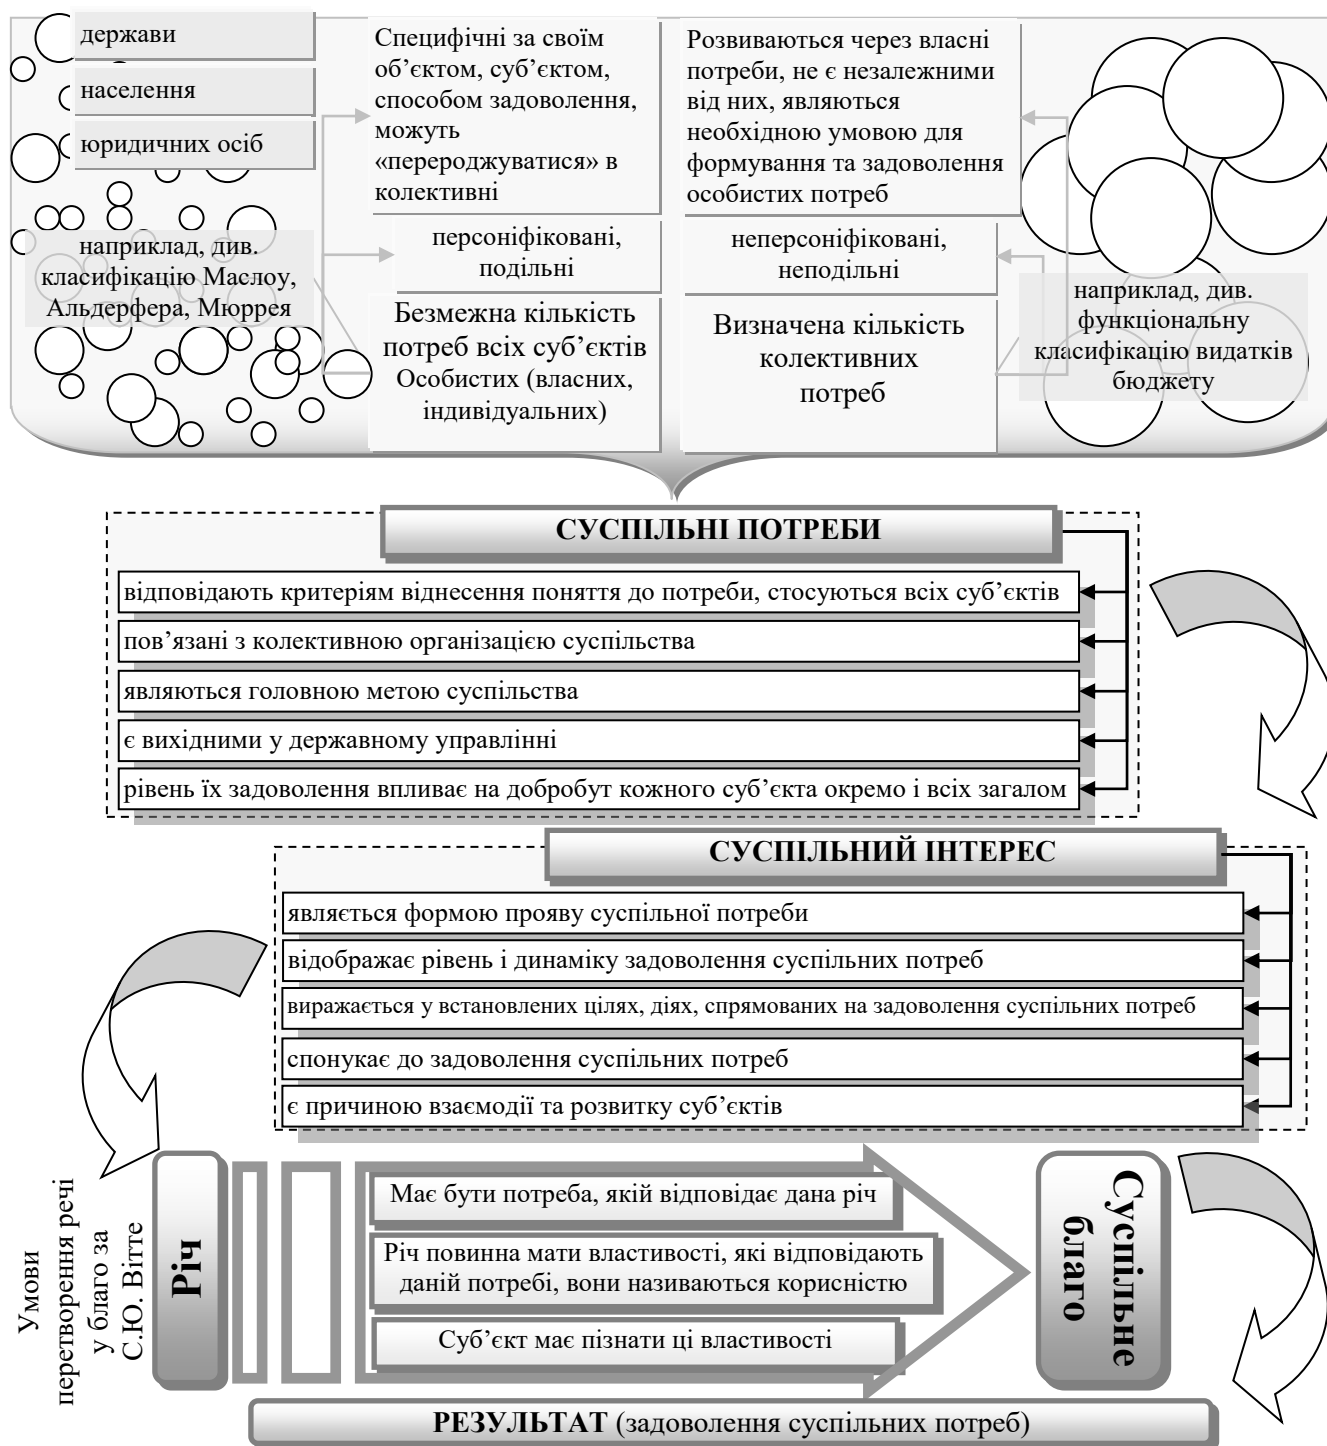 держави
населення
юридичних осіб
наприклад, див.
класифікацію Маслоу,
Альдерфера, Мюррея
Специфічні за своїм
об’єктом, суб’єктом,
способом задоволення,
можуть
«перероджуватися» в
колективні
персоніфіковані,
подільні
Безмежна кількість
потреб всіх суб’єктів
Особистих (власних,
індивідуальних)
Розвиваються через власні
потреби, не є незалежними
від них, являються
необхідною умовою для
формування та задоволення
особистих потреб
неперсоніфіковані,
неподільні
Визначена кількість
колективних
потреб
наприклад, див.
функціональну
класифікацію видатків
бюджету
СУСПІЛЬНІ ПОТРЕБИ
відповідають критеріям віднесення поняття до потреби, стосуються всіх суб’єктів
пов’язані з колективною організацією суспільства
являються головною метою суспільства
є вихідними у державному управлінні
рівень їх задоволення впливає на добробут кожного суб’єкта окремо і всіх загалом
СУСПІЛЬНИЙ ІНТЕРЕС
являється формою прояву суспільної потреби
відображає рівень і динаміку задоволення суспільних потреб
виражається у встановлених цілях, діях, спрямованих на задоволення суспільних потреб
спонукає до задоволення суспільних потреб
є причиною взаємодії та розвитку суб’єктів
Умови
перетворення речі
у благо за
С.Ю. Вітте
Річ
Має бути потреба, якій відповідає дана річ
Річ повинна мати властивості, які відповідають
даній потребі, вони називаються корисністю
Суб’єкт має пізнати ці властивості
Суспільне
благо
РЕЗУЛЬТАТ (задоволення суспільних потреб)